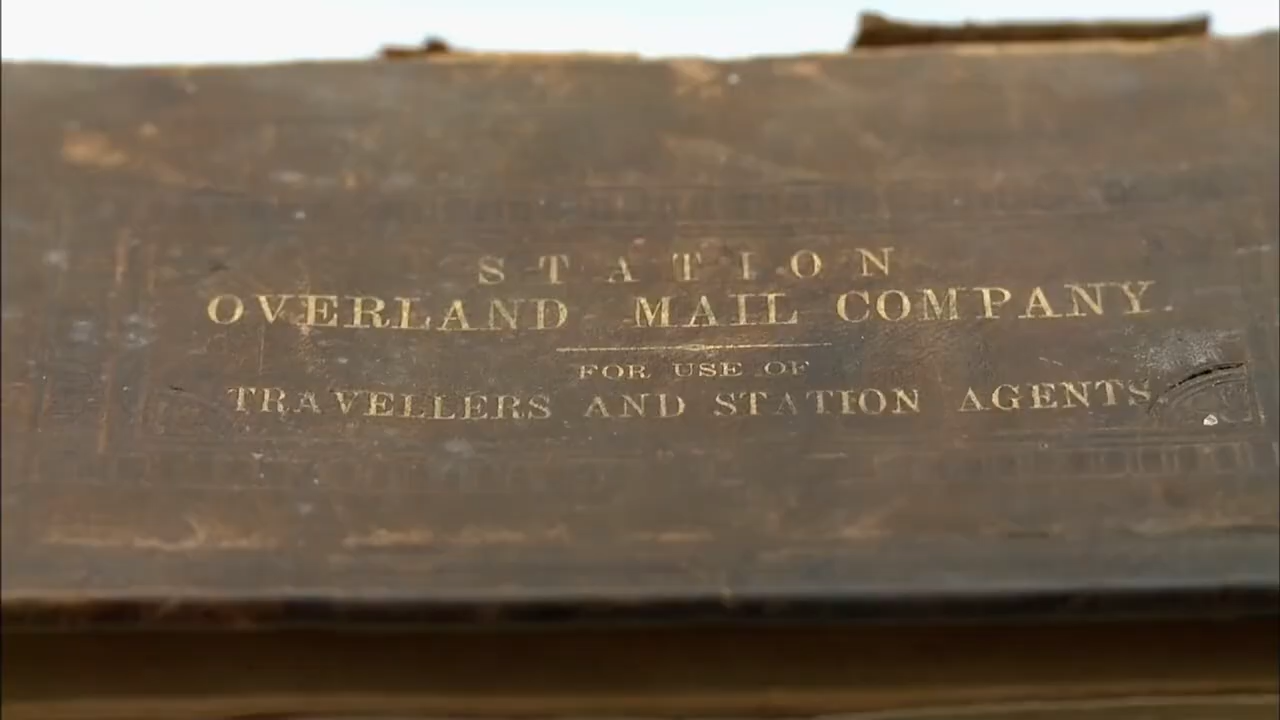 STATION
OVERLAND MAIL COMPANY.
FOR USE OF
TRAVELLERS AND STATION AGENTS